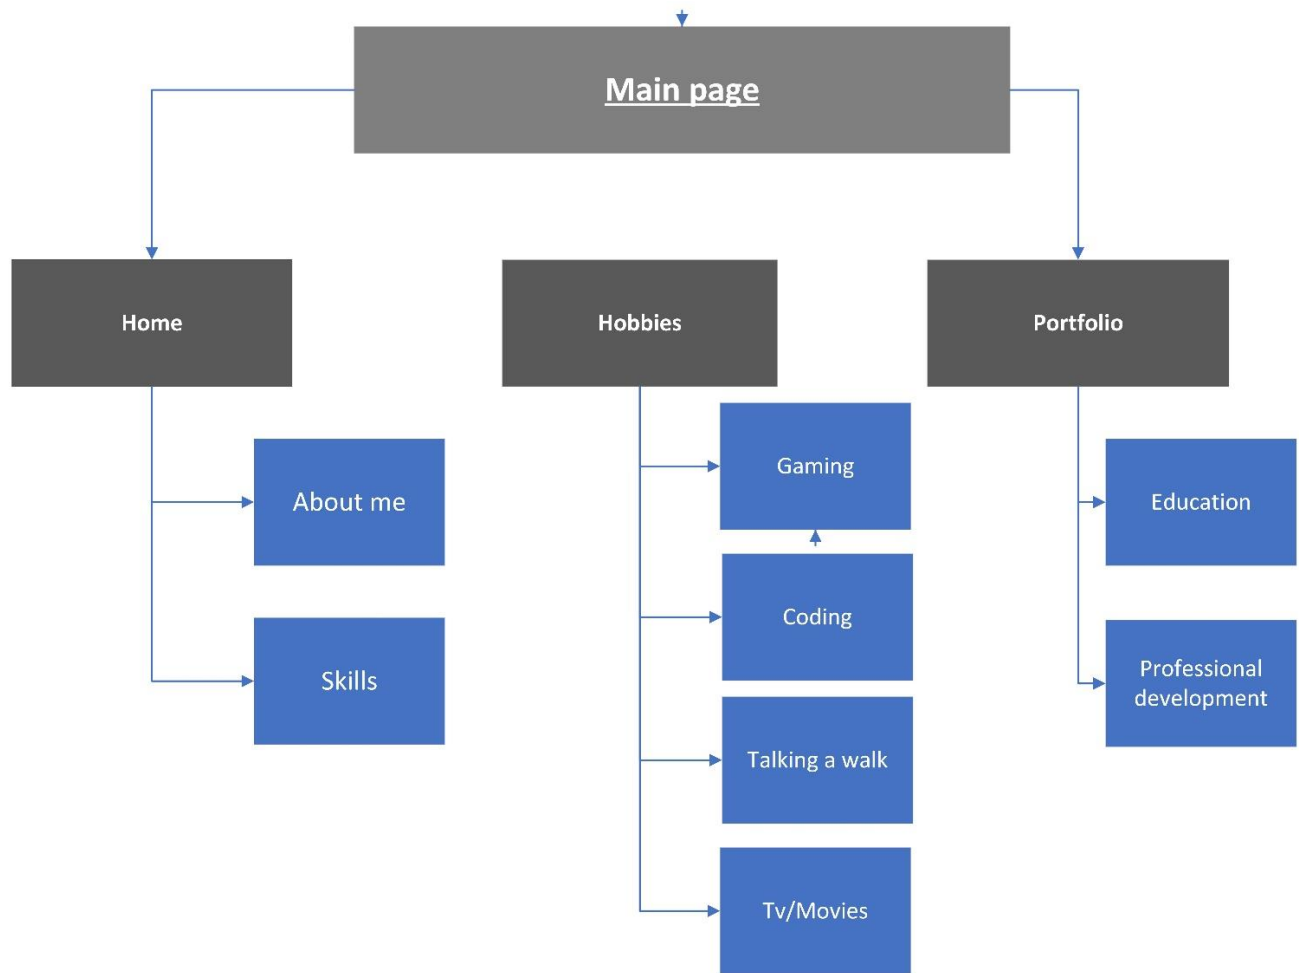 Main page
Home
Hobbies
Portfolio
Gaming
About me
Education
Coding
Skills
Professional
development
Talking a walk
Tv/Movies